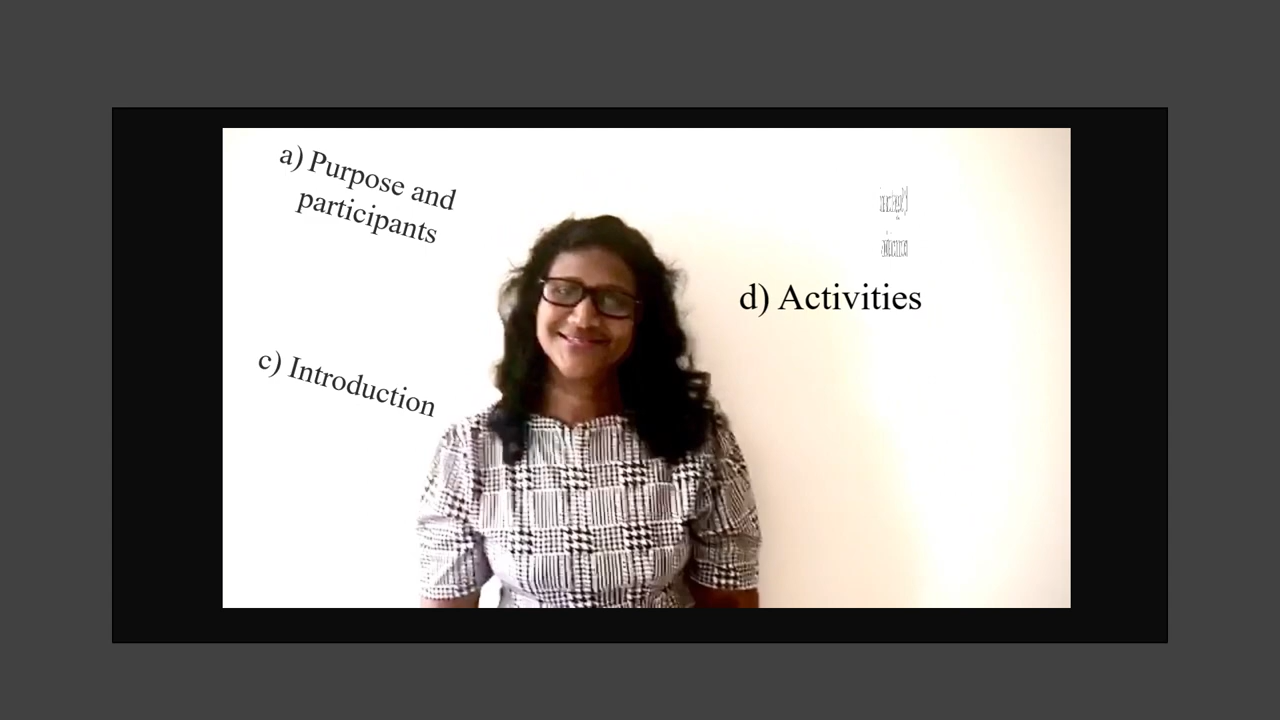 a) Purpose and
participants
c) Introduction
d) Activities